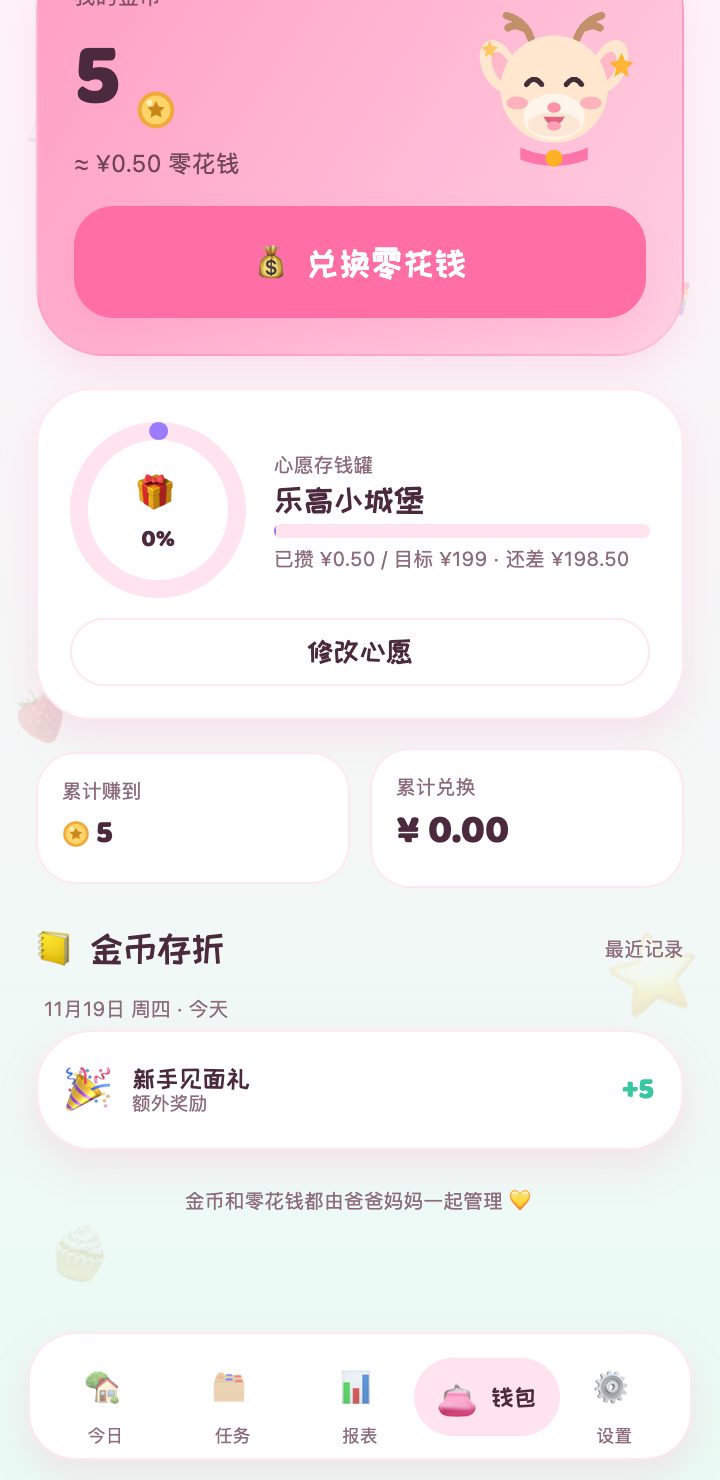 我的金币
5
≈ ¥0.50 零花钱
兑换零花钱
0%
心愿存钱罐
乐高小城堡
已攒 ¥0.50 / 目标 ¥199 · 还差 ¥198.50
修改心愿
累计赚到
5
累计兑换
¥ 0.00
金币存折
最近记录
11月19日 周四 · 今天
新手见面礼
额外奖励
+5
金币和零花钱都由爸爸妈妈一起管理
今日
任务
报表
钱包
设置